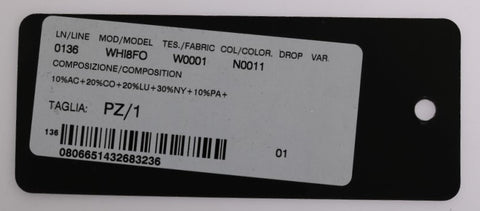 LN/LINE MOD/MODEL TES./FABRIC COL/COLOR. DROP VAR.
0136 WHI8FO W0001 N0011
COMPOSIZIONE/COMPOSITION
10%AC+20%CO+20%LU+30%NY+10%PA+
TAGLIA: PZ/1
136
0806651432683236 01